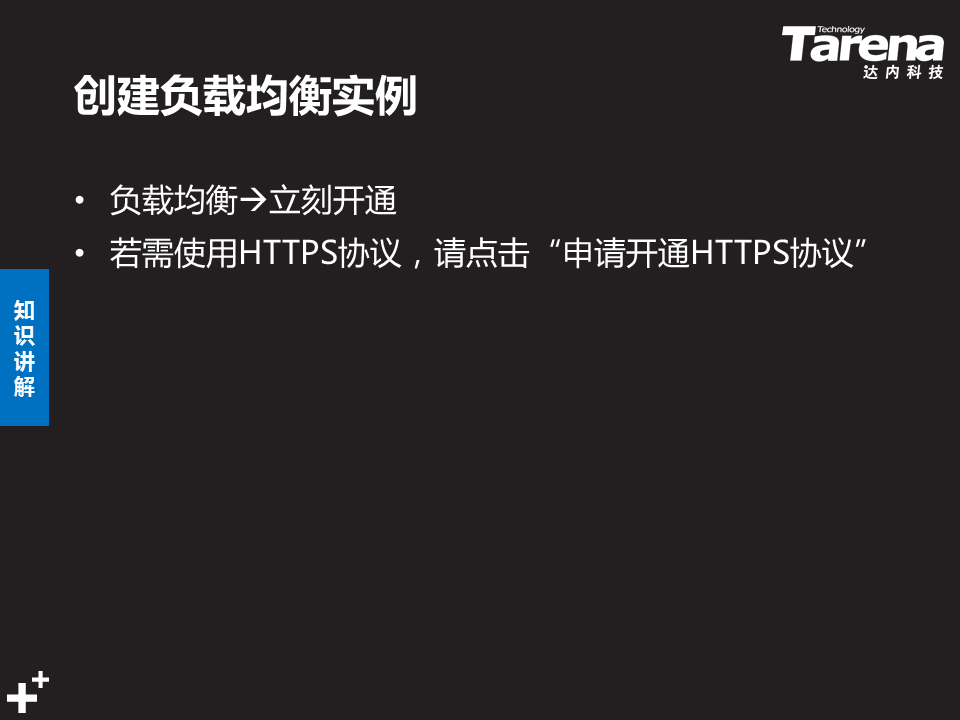 Technology
Tarena
达内科技
创建负载均衡实例
• 负载均衡→立刻开通
• 若需使用HTTPS协议，请点击“申请开通HTTPS协议”
知
识
讲
解